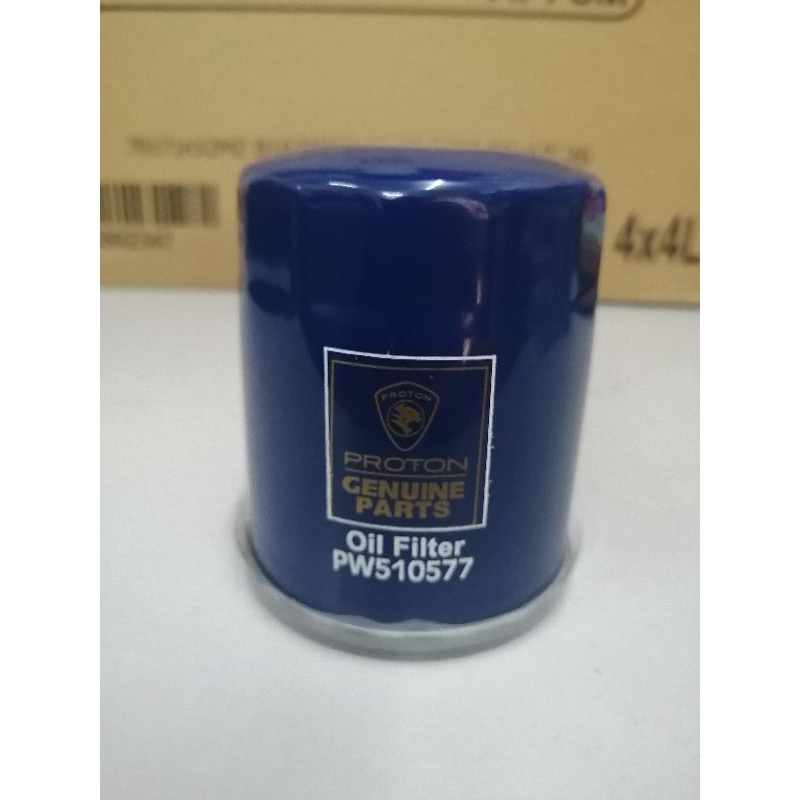 4x4L
PROTON
PROTON
GENUINE
PARTS
Oil Filter
PW510577